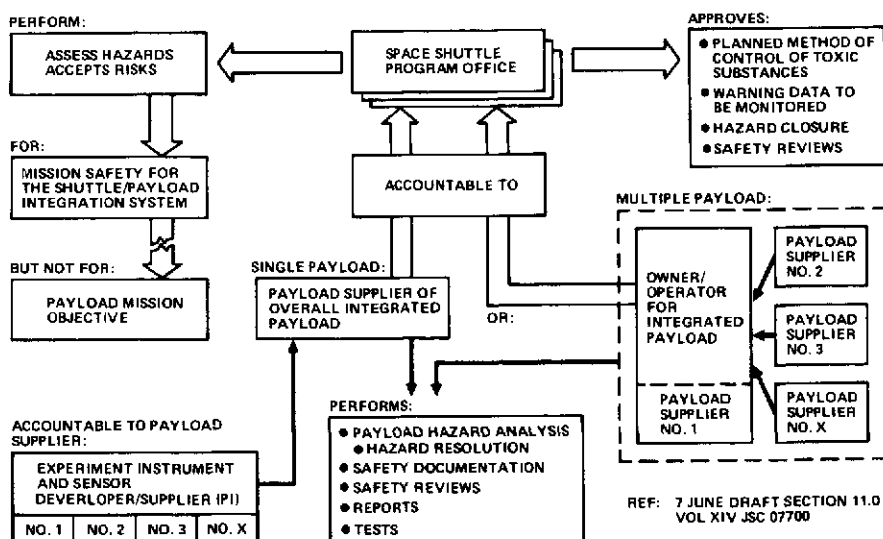 PERFORM:
ASSESS HAZARDS
ACCEPTS RISKS
FOR:
MISSION SAFETY FOR
THE SHUTTLE/PAYLOAD
INTEGRATION SYSTEM
BUT NOT FOR:
PAYLOAD MISSION
OBJECTIVE
SPACE SHUTTLE
PROGRAM OFFICE
ACCOUNTABLE TO
APPROVES:
● PLANNED METHOD OF
CONTROL OF TOXIC
SUBSTANCES
● WARNING DATA TO
BE MONITORED
● HAZARD CLOSURE
● SAFETY REVIEWS
SINGLE PAYLOAD:
PAYLOAD SUPPLIER OF
OVERALL INTEGRATED
PAYLOAD
OR:
MULTIPLE PAYLOAD:
OWNER/
OPERATOR
FOR
INTEGRATED
PAYLOAD
PAYLOAD
SUPPLIER
NO. 1
PAYLOAD
SUPPLIER
NO. 2
PAYLOAD
SUPPLIER
NO. 3
PAYLOAD
SUPPLIER
NO. X
ACCOUNTABLE TO PAYLOAD
SUPPLIER:
EXPERIMENT INSTRUMENT
AND SENSOR
DEVERLOPER/SUPPLIER (PI)
NO. 1 NO. 2 NO. 3 NO. X
PERFORMS:
● PAYLOAD HAZARD ANALYSIS
● HAZARD RESOLUTION
● SAFETY DOCUMENTATION
● SAFETY REVIEWS
● REPORTS
● TESTS
REF: 7 JUNE DRAFT SECTION 11.0
VOL XIV JSC 07700